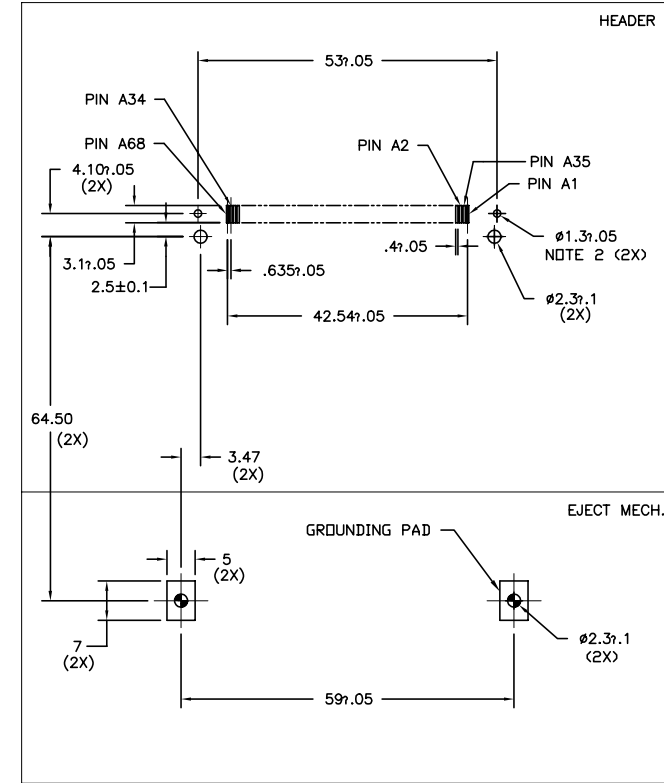 HEADER
53?.05
PIN A34
PIN A68
PIN A2
PIN A35
PIN A1
4.10?.05
(2X)
3.1?.05
2.5±0.1
.635?.05
.4?.05
ø1.3?.05
NOTE 2 (2X)
ø2.3?.1
(2X)
42.54?.05
64.50
(2X)
3.47
(2X)
EJECT MECH.
GROUNDING PAD
5
(2X)
7
(2X)
ø2.3?.1
(2X)
59?.05